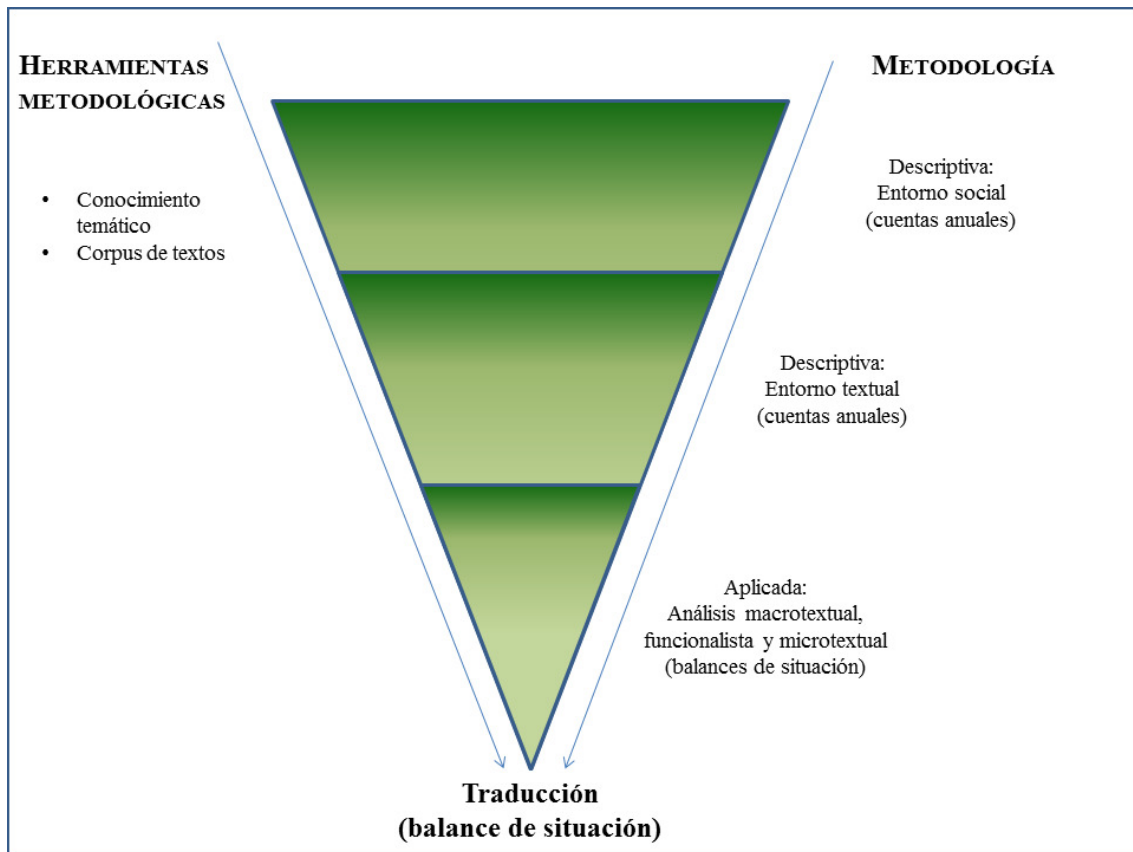 HERRAMIENTAS
METODOLÓGICAS
• Conocimiento
temático
• Corpus de textos
METODOLOGÍA
Descriptiva:
Entorno social
(cuentas anuales)
Descriptiva:
Entorno textual
(cuentas anuales)
Aplicada:
Análisis macrotextual,
funcionalista y microtextual
(balances de situación)
Traducción
(balance de situación)